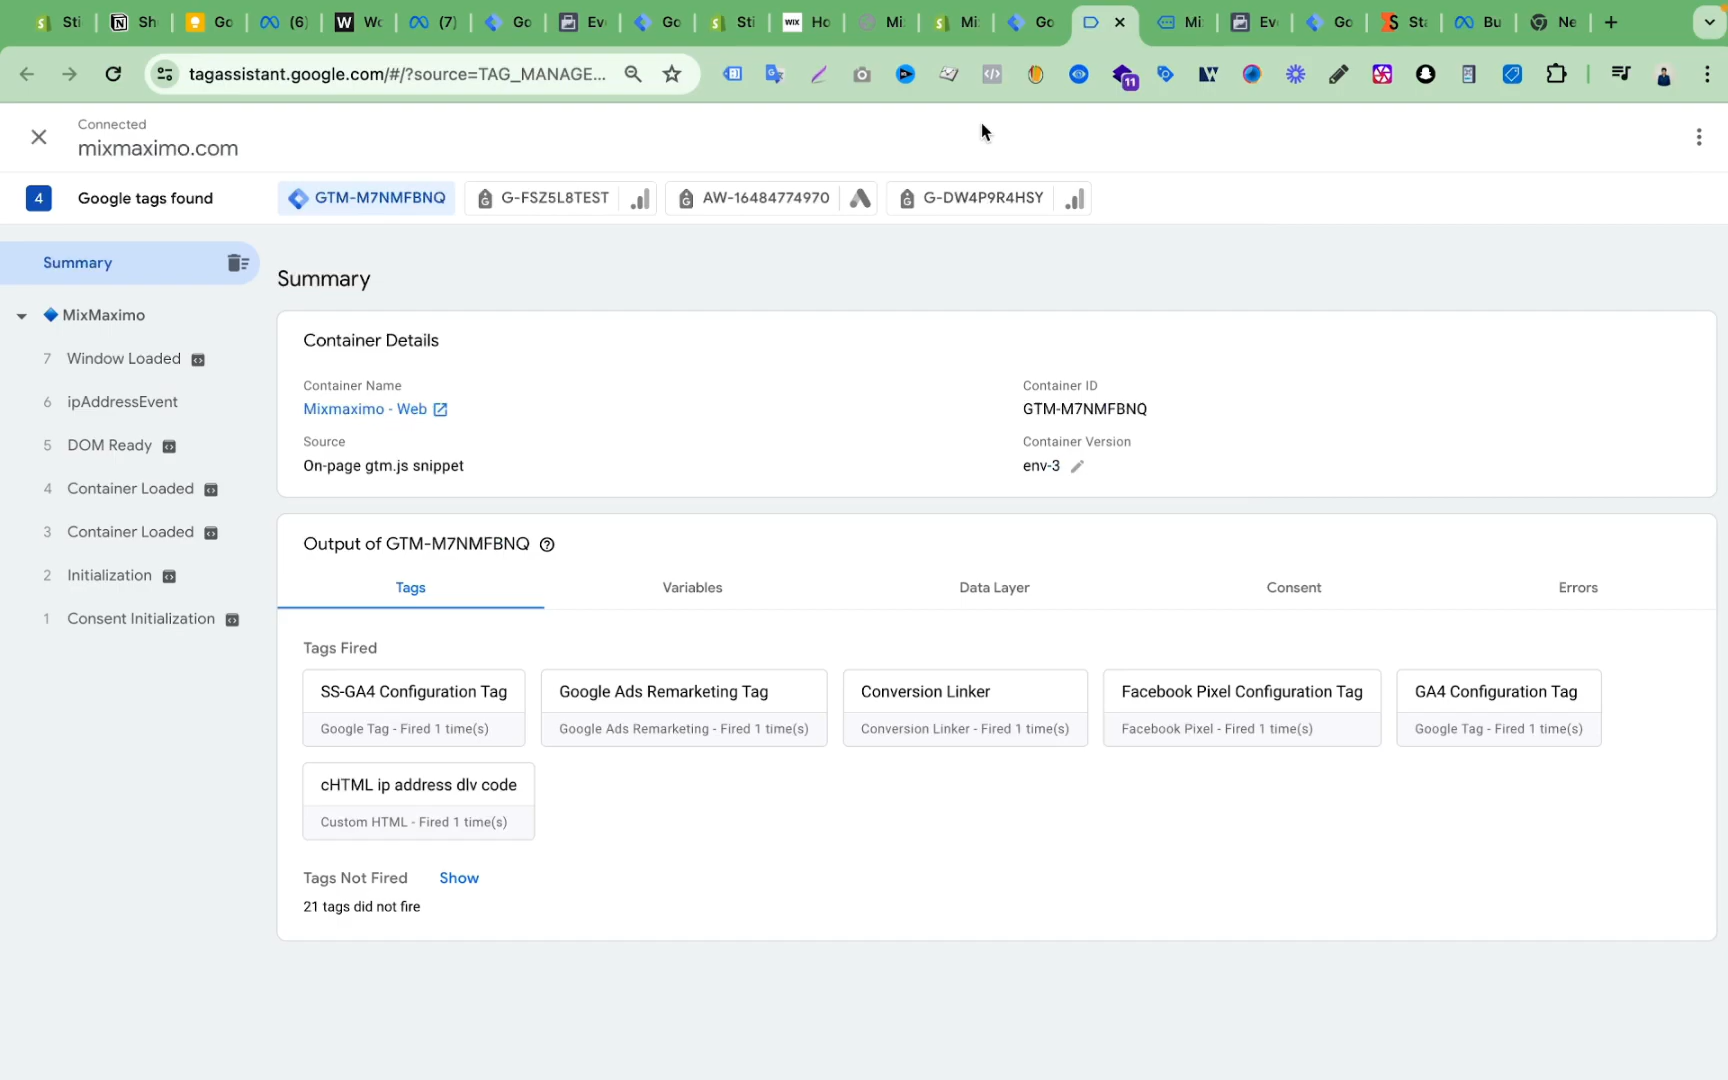 Sti
Sh
Go
(6)
Wc
(7)
Go
Eve
Go
Sti
WIX
Ho
Mi
Mi
Go
Mi
Eve
Go
Sta
Bu
Ne
tagassistant.google.com/#/?source=TAG_MANAGE...
11
Connected
mixmaximo.com
4
Google tags found
GTM-M7NMFBNQ
G-FSZ5L8TEST
AW-16484774970
G-DW4P9R4HSY
Summary
MixMaximo
7 Window Loaded
6 ipAddressEvent
5 DOM Ready
4 Container Loaded
3 Container Loaded
2 Initialization
1 Consent Initialization
Summary
Container Details
Container Name
Mixmaximo - Web
Container ID
GTM-M7NMFBNQ
Source
On-page gtm.js snippet
Container Version
env-3
Output of GTM-M7NMFBNQ
Tags
Variables
Data Layer
Consent
Errors
Tags Fired
SS-GA4 Configuration Tag
Google Tag - Fired 1 time(s)
Google Ads Remarketing Tag
Google Ads Remarketing - Fired 1 time(s)
Conversion Linker
Conversion Linker - Fired 1 time(s)
Facebook Pixel Configuration Tag
Facebook Pixel - Fired 1 time(s)
GA4 Configuration Tag
Google Tag - Fired 1 time(s)
cHTML ip address dlv code
Custom HTML - Fired 1 time(s)
Tags Not Fired
Show
21 tags did not fire